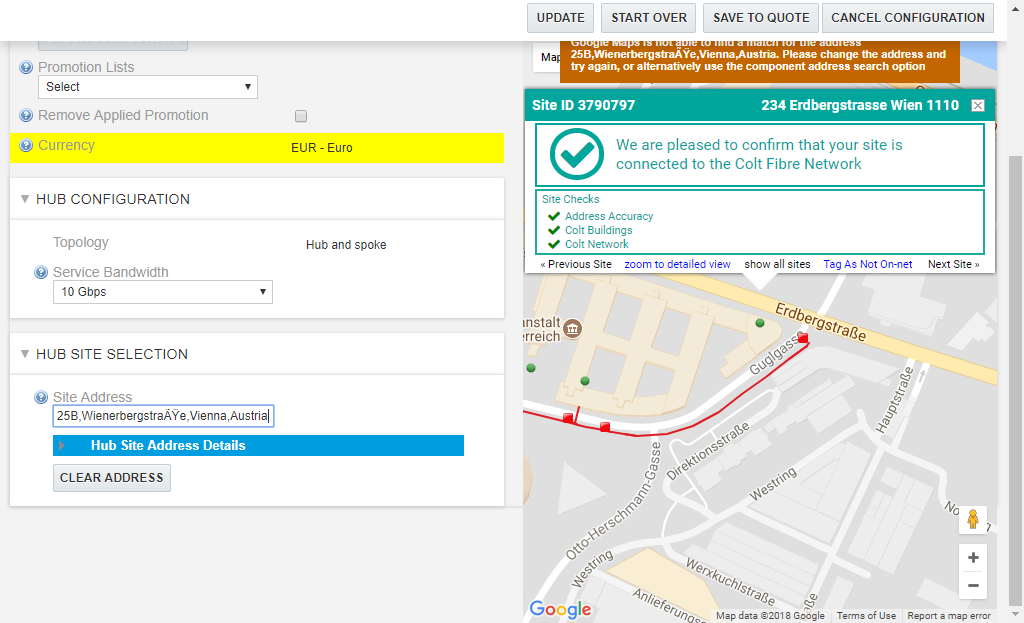 UPDATE
START OVER
SAVE TO QUOTE
CANCEL CONFIGURATION
Promotion Lists
Select
Remove Applied Promotion
Currency
EUR - Euro
HUB CONFIGURATION
Topology
Hub and spoke
Service Bandwidth
10 Gbps
HUB SITE SELECTION
Site Address
25B,WienerbergstraÃŸe,Vienna,Austria
Hub Site Address Details
CLEAR ADDRESS
Map
Google Maps is not able to find a match for the address
25B,WienerbergstraÃŸe,Vienna,Austria. Please change the address and
try again, or alternatively use the component address search option
Site ID 3790797
234 Erdbergstrasse Wien 1110
We are pleased to confirm that your site is
connected to the Colt Fibre Network
Site Checks
Address Accuracy
Colt Buildings
Colt Network
« Previous Site
zoom to detailed view
show all sites
Tag As Not On-net
Next Site »
nstalt
rreich
Erdbergstraße
Guglgasse
Hauptstraße
Direktionsstraße
Westring
Otto-Herschmann-Gasse
Westring
Werxkuchlstraße
Anlieferungss
ße
No
Google
Map data ©2018 Google
Terms of Use
Report a map error